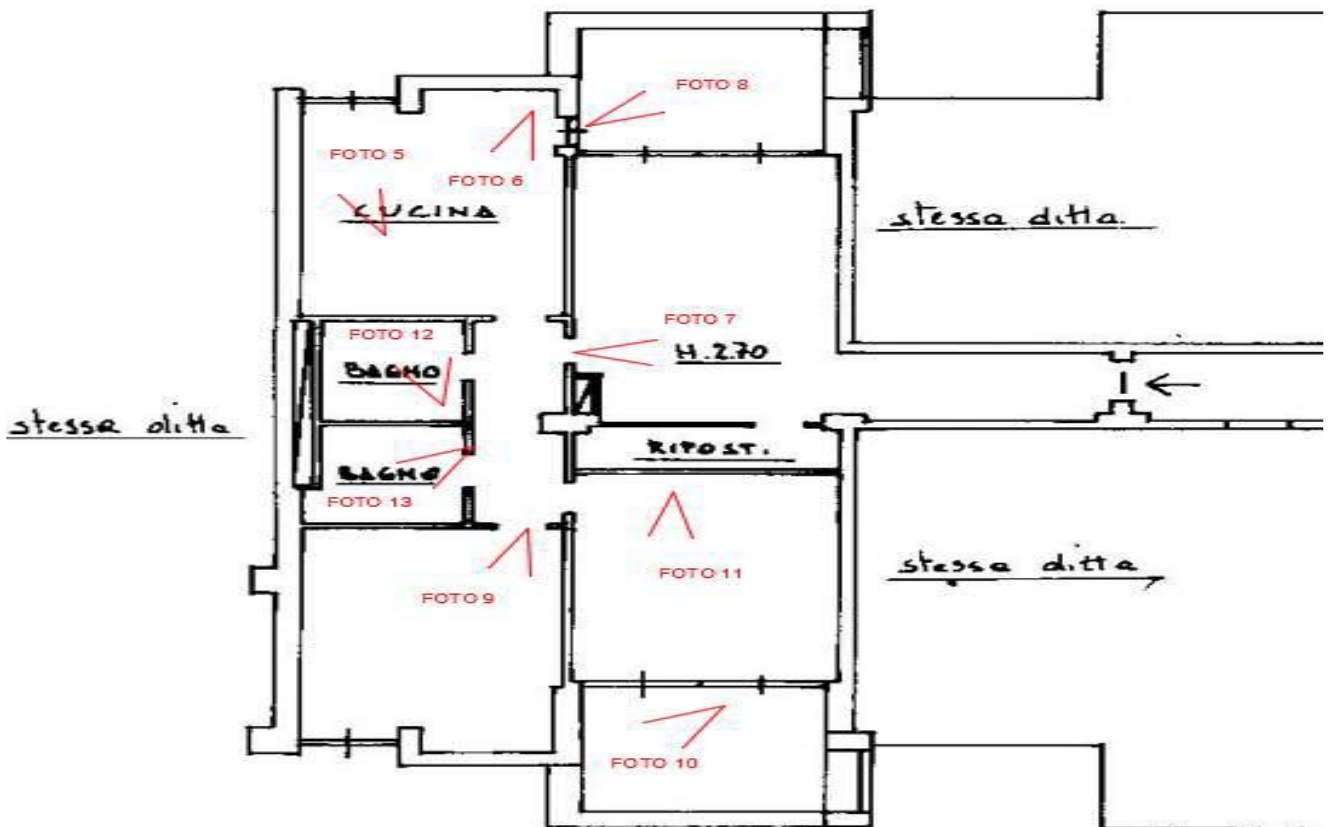 FOTO 8
FOTO 5
FOTO 6
CUCINA
stessa ditta
FOTO 7
FOTO 12
H.2.70
BAGNO
stessa ditta
RIPOST.
BAGNO
FOTO 13
stessa ditta
FOTO 11
FOTO 9
FOTO 10